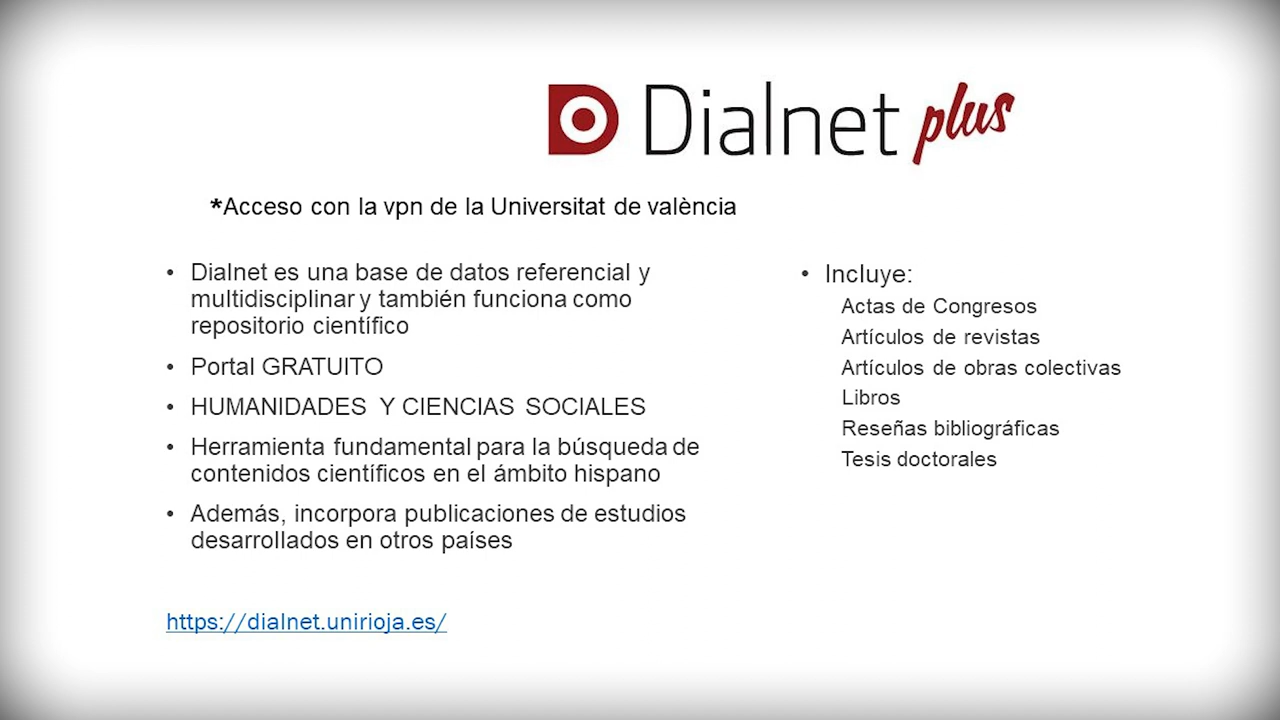 Dialnet plus
*Acceso con la vpn de la Universitat de valència
• Dialnet es una base de datos referencial y
multidisciplinar y también funciona como
repositorio científico
• Portal GRATUITO
• HUMANIDADES Y CIENCIAS SOCIALES
• Herramienta fundamental para la búsqueda de
contenidos científicos en el ámbito hispano
• Además, incorpora publicaciones de estudios
desarrollados en otros países
https://dialnet.unirioja.es/
• Incluye:
Actas de Congresos
Artículos de revistas
Artículos de obras colectivas
Libros
Reseñas bibliográficas
Tesis doctorales